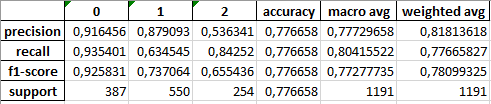 0 1 2 accuracy macro avg weighted avg
precision 0,916456 0,879093 0,536341 0,776658 0,77729658 0,81813618
recall 0,935401 0,634545 0,84252 0,776658 0,80415522 0,77665827
f1-score 0,925831 0,737064 0,655436 0,776658 0,77277735 0,78099325
support 387 550 254 0,776658 1191 1191